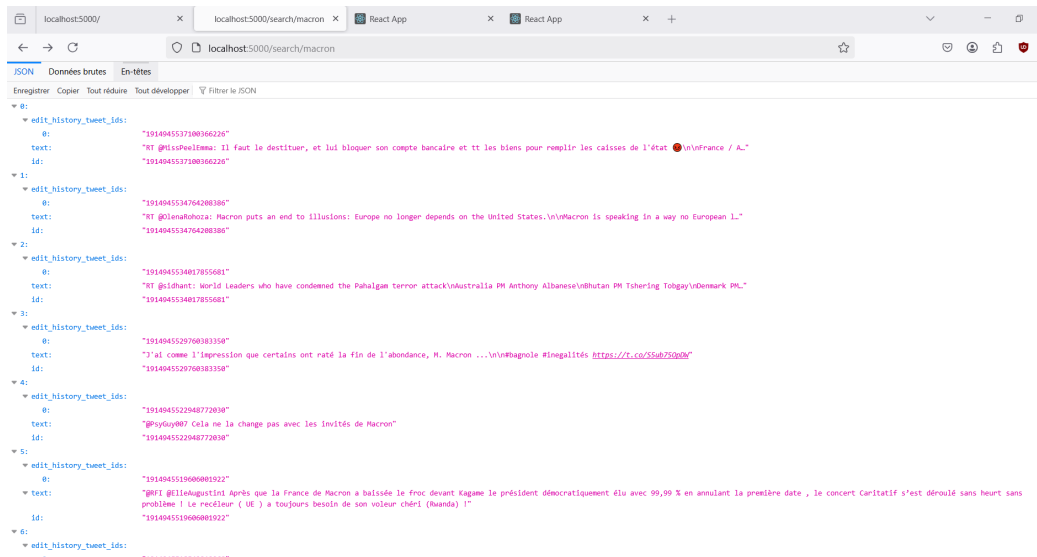 localhost:5000/
localhost:5000/search/macron
React App
React App
localhost:5000/search/macron
JSON Données brutes En-têtes
Enregistrer Copier Tout réduire Tout développer Filtrer le JSON
0:
edit_history_tweet_ids:
0: "1914945537100366226"
text: "RT @MissPeelEmma: Il faut le destituer, et lui bloquer son compte bancaire et tt les biens pour remplir les caisses de l'état 😡\n\nFrance / A…"
id: "1914945537100366226"
1:
edit_history_tweet_ids:
0: "1914945534764208386"
text: "RT @OlenaRohoza: Macron puts an end to illusions: Europe no longer depends on the United States.\n\nMacron is speaking in a way no European l…"
id: "1914945534764208386"
2:
edit_history_tweet_ids:
0: "1914945534017855681"
text: "RT @sidhant: World Leaders who have condemned the Pahalgam terror attack\nAustralia PM Anthony Albanese\nBhutan PM Tshering Tobgay\nDenmark PM…"
id: "1914945534017855681"
3:
edit_history_tweet_ids:
0: "1914945529760383350"
text: "J'ai comme l'impression que certains ont raté la fin de l'abondance, M. Macron ...\n\n#bagnole #inegalités https://t.co/S5ub75OpDW"
id: "1914945529760383350"
4:
edit_history_tweet_ids:
0: "1914945522948772030"
text: "@PsyGuy007 Cela ne la change pas avec les invités de Macron"
id: "1914945522948772030"
5:
edit_history_tweet_ids:
0: "1914945519606001922"
text: "@RFI @ElieAugustin1 Après que la France de Macron a baissée le froc devant Kagame le président démocratiquement élu avec 99,99 % en annulant la première date , le concert Caritatif s’est déroulé sans heurt sans
problème ! Le recéleur ( UE ) a toujours besoin de son voleur chéri (Rwanda) !"
id: "1914945519606001922"
6:
edit_history_tweet_ids: